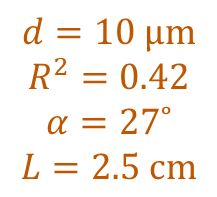 d = 10 μm
R² = 0.42
α = 27°
L = 2.5 cm